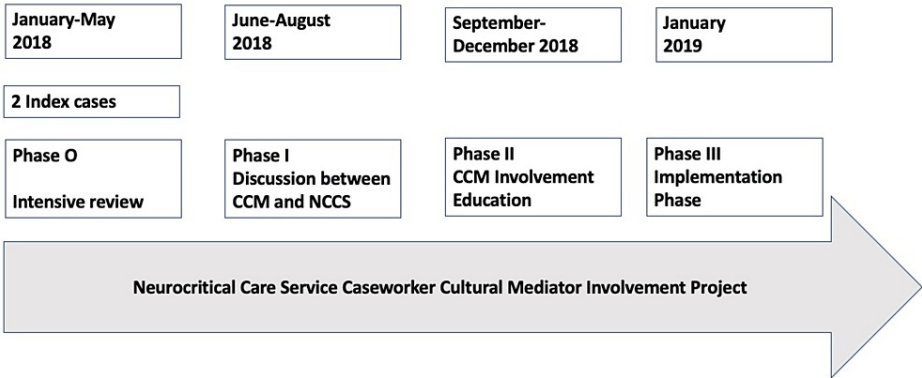 January-May
2018
June-August
2018
September-
December 2018
January
2019
2 Index cases
Phase O
Intensive review
Phase I
Discussion between
CCM and NCCS
Phase II
CCM Involvement
Education
Phase III
Implementation
Phase
Neurocritical Care Service Caseworker Cultural Mediator Involvement Project